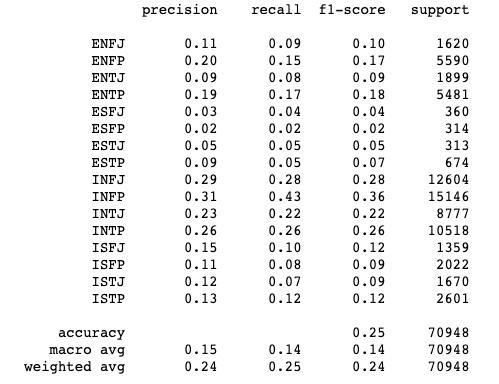 precision recall f1-score support
ENFJ 0.11 0.09 0.10 1620
ENFP 0.20 0.15 0.17 5590
ENTJ 0.09 0.08 0.09 1899
ENTP 0.19 0.17 0.18 5481
ESFJ 0.03 0.04 0.04 360
ESFP 0.02 0.02 0.02 314
ESTJ 0.05 0.05 0.05 313
ESTP 0.09 0.05 0.07 674
INFJ 0.29 0.28 0.28 12604
INFP 0.31 0.43 0.36 15146
INTJ 0.23 0.22 0.22 8777
INTP 0.26 0.26 0.26 10518
ISFJ 0.15 0.10 0.12 1359
ISFP 0.11 0.08 0.09 2022
ISTJ 0.12 0.07 0.09 1670
ISTP 0.13 0.12 0.12 2601
accuracy 0.25 70948
macro avg 0.15 0.14 0.14 70948
weighted avg 0.24 0.25 0.24 70948